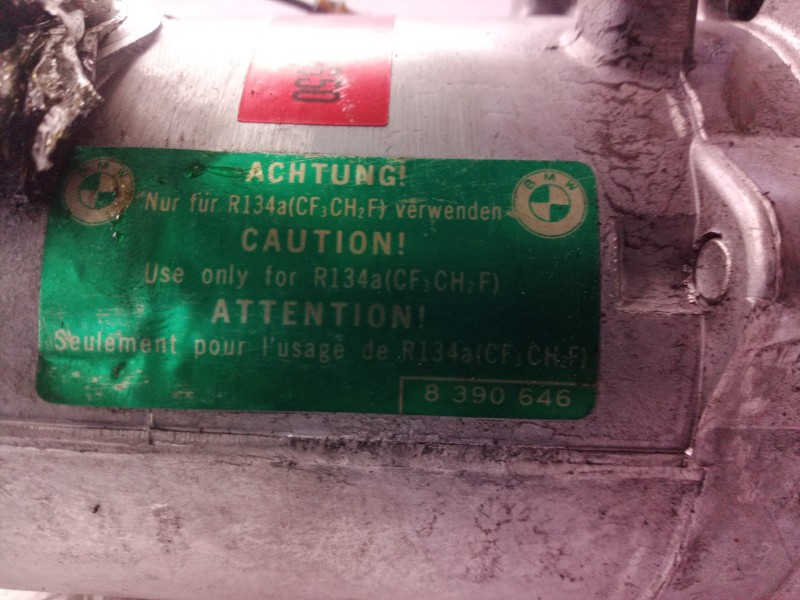 ACHTUNG!
BMW
BMW
Nur für R134a(CF₃CH₂F) verwenden
CAUTION!
Use only for R134a(CF₃CH₂F)
ATTENTION!
Seulement pour l'usage de R134a(CF₃CH₂F)
8 390 646